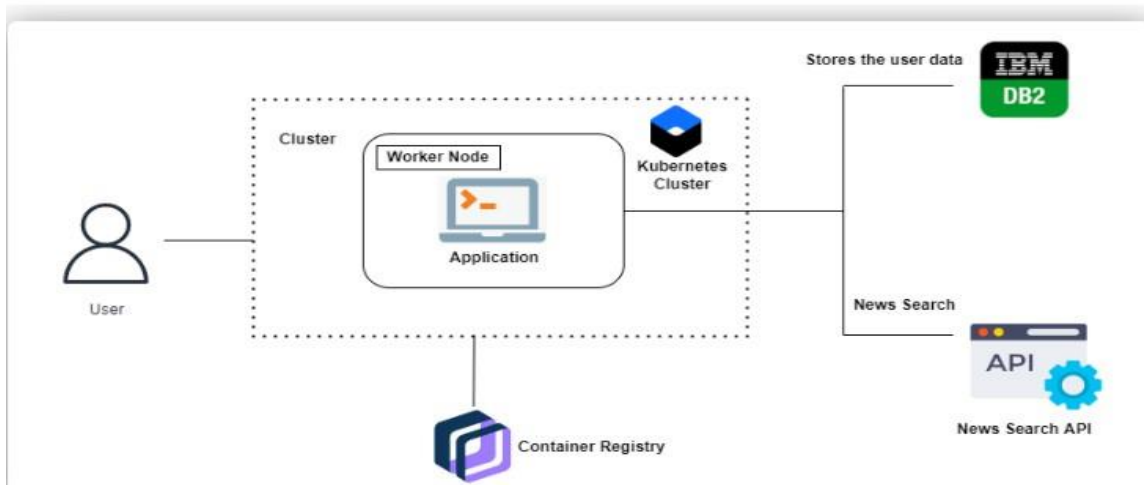 Stores the user data
IBM
DB2
Cluster
Worker Node
Kubernetes
Cluster
Application
User
News Search
API
News Search API
Container Registry